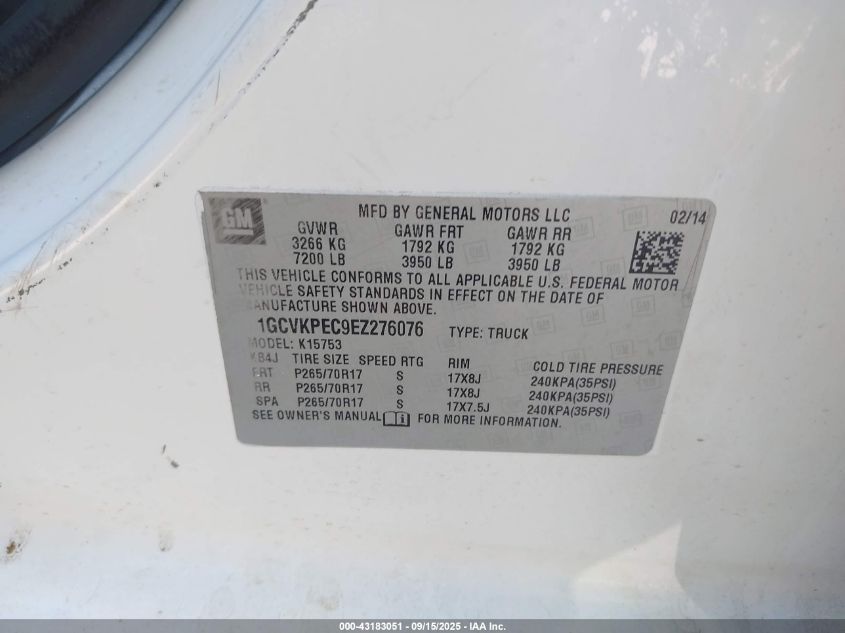 GM
MFD BY GENERAL MOTORS LLC 02/14
GVWR GAWR FRT GAWR RR
3266 KG 1792 KG 1792 KG
7200 LB 3950 LB 3950 LB
THIS VEHICLE CONFORMS TO ALL APPLICABLE U.S. FEDERAL MOTOR
VEHICLE SAFETY STANDARDS IN EFFECT ON THE DATE OF
MANUFACTURE SHOWN ABOVE.
1GCVKPEC9EZ276076 TYPE: TRUCK
MODEL: K15753
KB4J TIRE SIZE SPEED RTG RIM COLD TIRE PRESSURE
FRT P265/70R17 S 17X8J 240KPA(35PSI)
RR P265/70R17 S 17X8J 240KPA(35PSI)
SPA P265/70R17 S 17X7.5J 240KPA(35PSI)
SEE OWNER'S MANUAL FOR MORE INFORMATION.
000-43183051 - 09/15/2025 - IAA Inc.